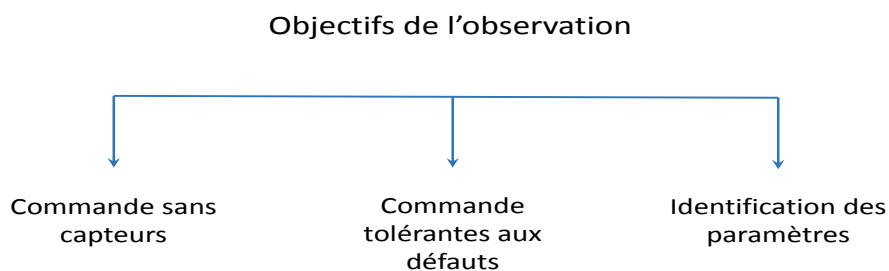 Objectifs de l'observation
Commande sans
capteurs
Commande
tolérantes aux
défauts
Identification des
paramètres